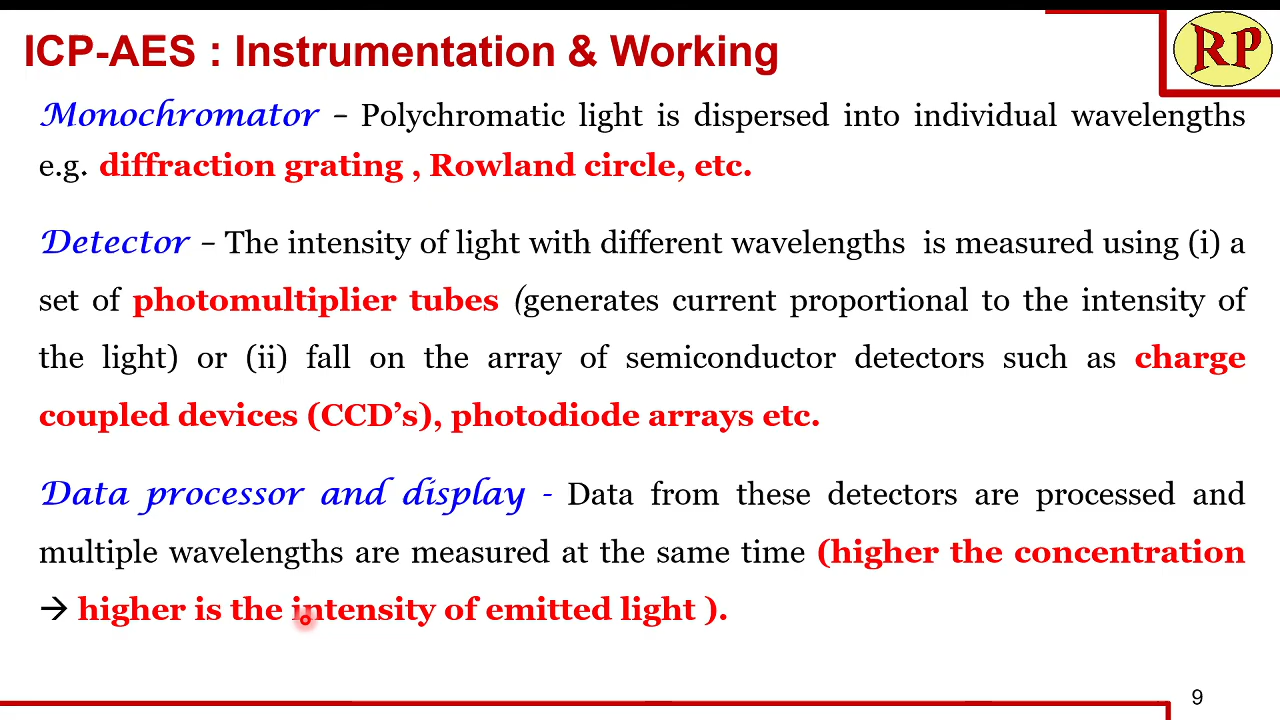 ICP-AES : Instrumentation & Working
RP
Monochromator – Polychromatic light is dispersed into individual wavelengths
e.g. diffraction grating , Rowland circle, etc.
Detector – The intensity of light with different wavelengths is measured using (i) a
set of photomultiplier tubes (generates current proportional to the intensity of
the light) or (ii) fall on the array of semiconductor detectors such as charge
coupled devices (CCD’s), photodiode arrays etc.
Data processor and display - Data from these detectors are processed and
multiple wavelengths are measured at the same time (higher the concentration
→ higher is the intensity of emitted light ).
9